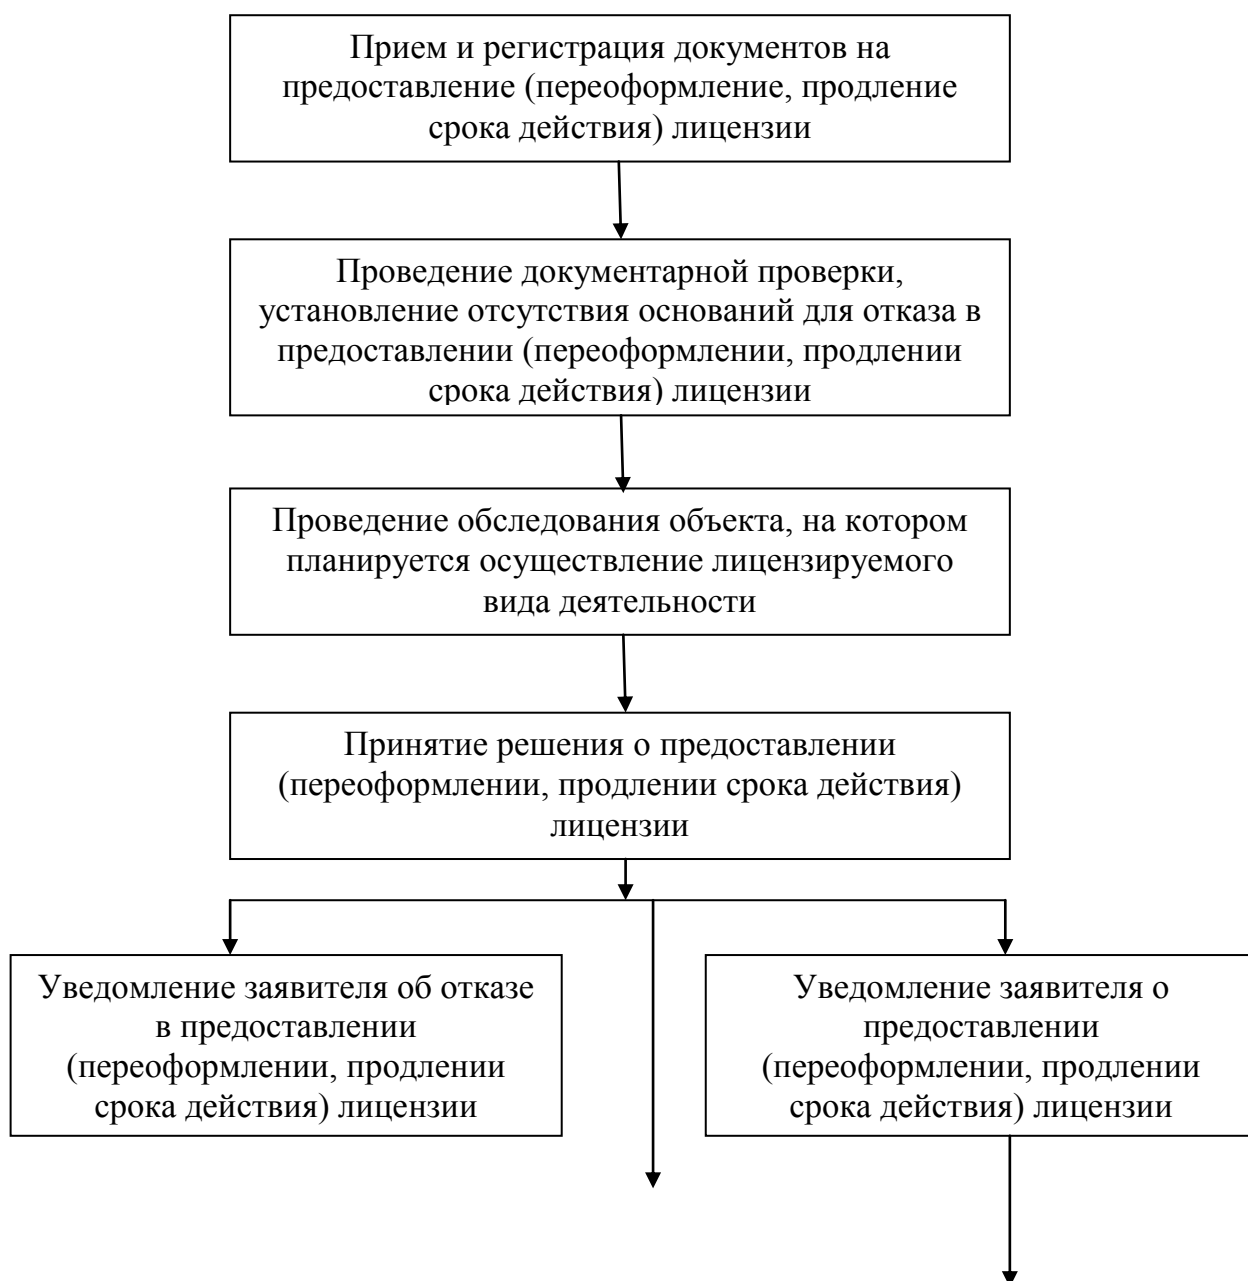 Прием и регистрация документов на
предоставление (переоформление, продление
срока действия) лицензии
Проведение документарной проверки,
установление отсутствия оснований для отказа в
предоставлении (переоформлении, продлении
срока действия) лицензии
Проведение обследования объекта, на котором
планируется осуществление лицензируемого
вида деятельности
Принятие решения о предоставлении
(переоформлении, продлении срока действия)
лицензии
Уведомление заявителя об отказе
в предоставлении
(переоформлении, продлении
срока действия) лицензии
Уведомление заявителя о
предоставлении
(переоформлении, продлении
срока действия) лицензии